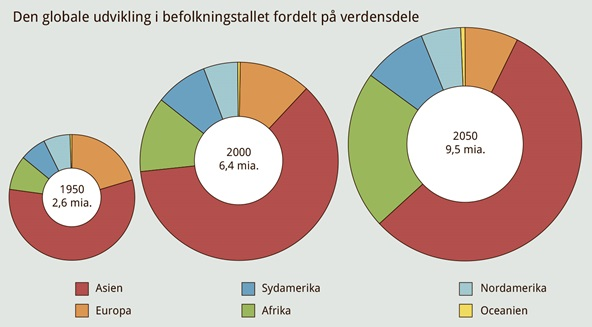 Den globale udvikling i befolkningstallet fordelt på verdensdele
1950
2,6 mia.
2000
6,4 mia.
2050
9,5 mia.
Asien
Sydamerika
Nordamerika
Europa
Afrika
Oceanien